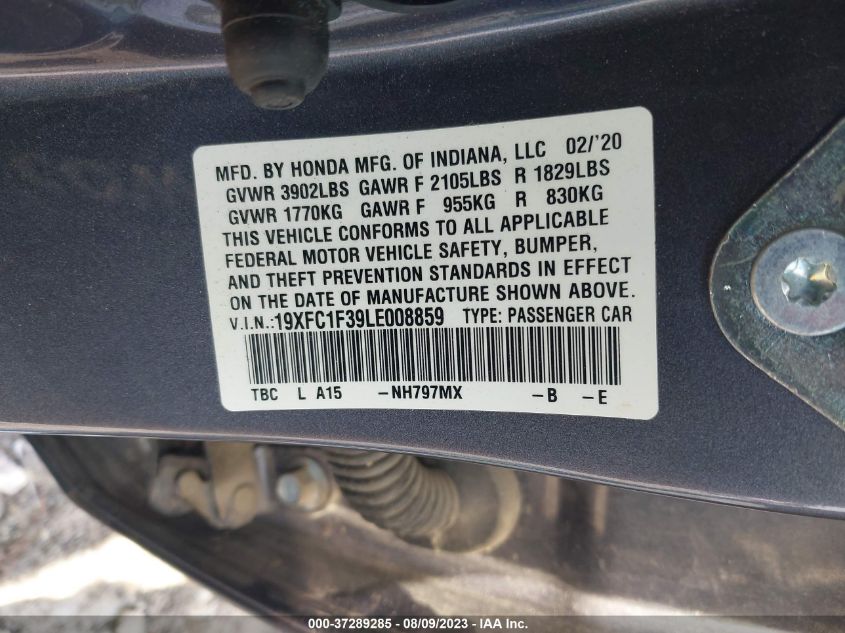 MFD. BY HONDA MFG. OF INDIANA, LLC 02/'20
GVWR 3902LBS GAWR F 2105LBS R 1829LBS
GVWR 1770KG GAWR F 955KG R 830KG
THIS VEHICLE CONFORMS TO ALL APPLICABLE
FEDERAL MOTOR VEHICLE SAFETY, BUMPER,
AND THEFT PREVENTION STANDARDS IN EFFECT
ON THE DATE OF MANUFACTURE SHOWN ABOVE.
V.I.N.:19XFC1F39LE008859 TYPE: PASSENGER CAR
TBC L A15 -NH797MX -B -E
000-37289285 - 08/09/2023 - IAA Inc.